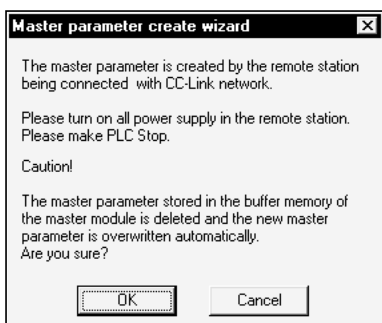 Master parameter create wizard
The master parameter is created by the remote station
being connected with CC-Link network.
Please turn on all power supply in the remote station.
Please make PLC Stop.
Caution!
The master parameter stored in the buffer memory of
the master module is deleted and the new master
parameter is overwritten automatically.
Are you sure?
OK
Cancel